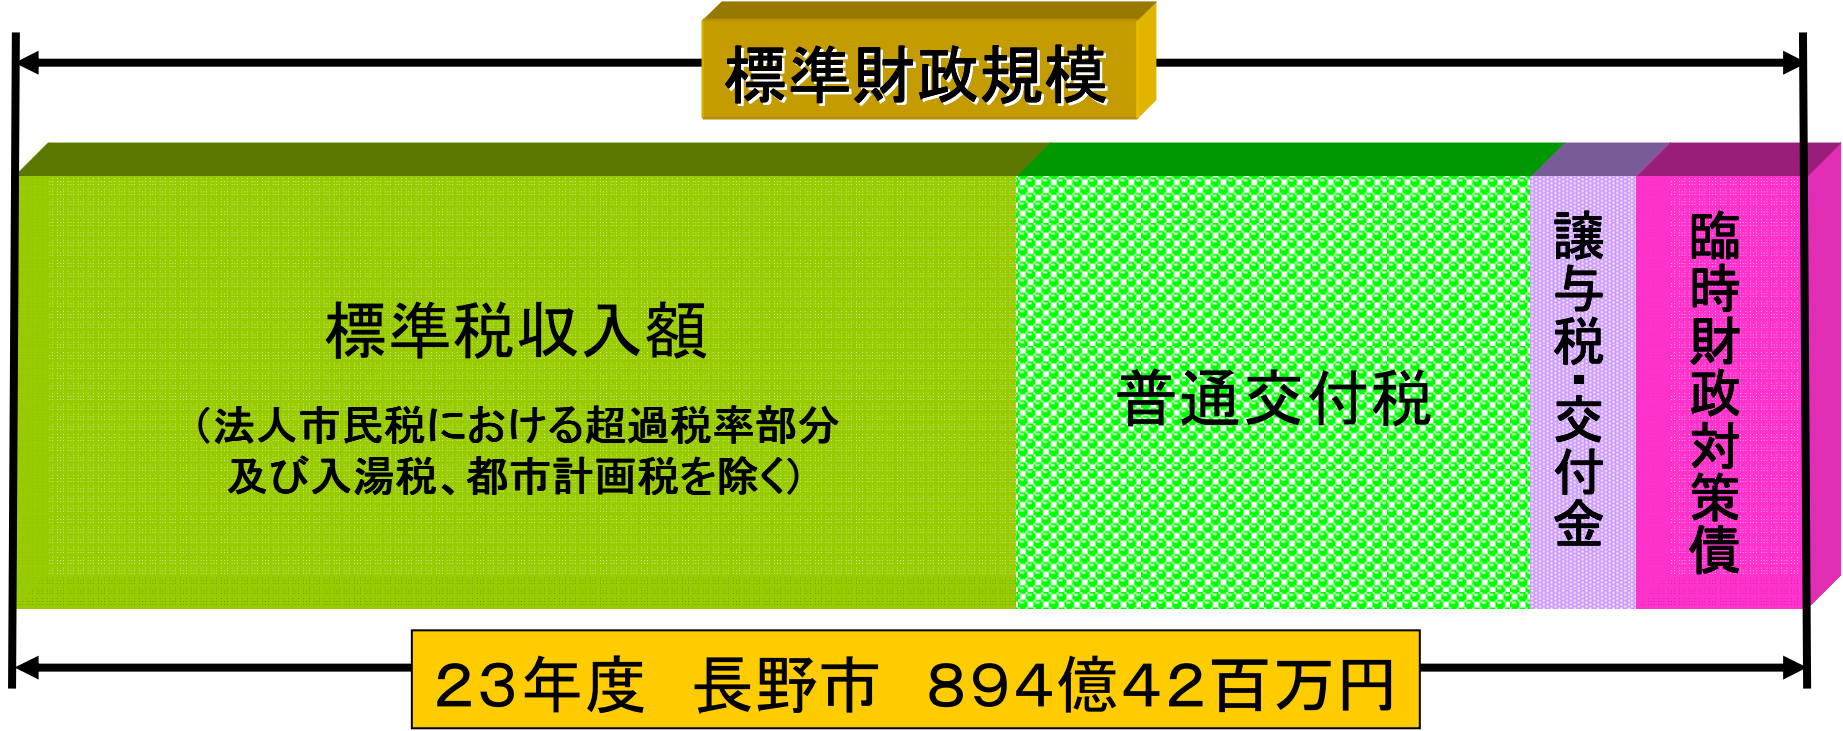 標準財政規模
標準税収入額
（法人市民税における超過税率部分
及び入湯税、都市計画税を除く）
普通交付税
譲与税・交付金
臨時財政対策債
２３年度　長野市　８９４億４２百万円